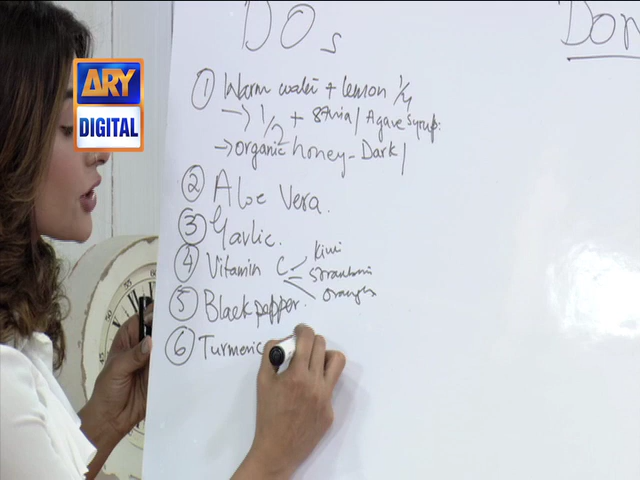 DOs
Don
ARY
DIGITAL
① Warm water + lemon 1/4
→ 1/2 + Stevia / Agave syrup.
→ organic honey - Dark /
② Aloe Vera.
③ Garlic.
④ Vitamin C
kiwi
oranges
⑤ Black pepper.
⑥ Turmeric